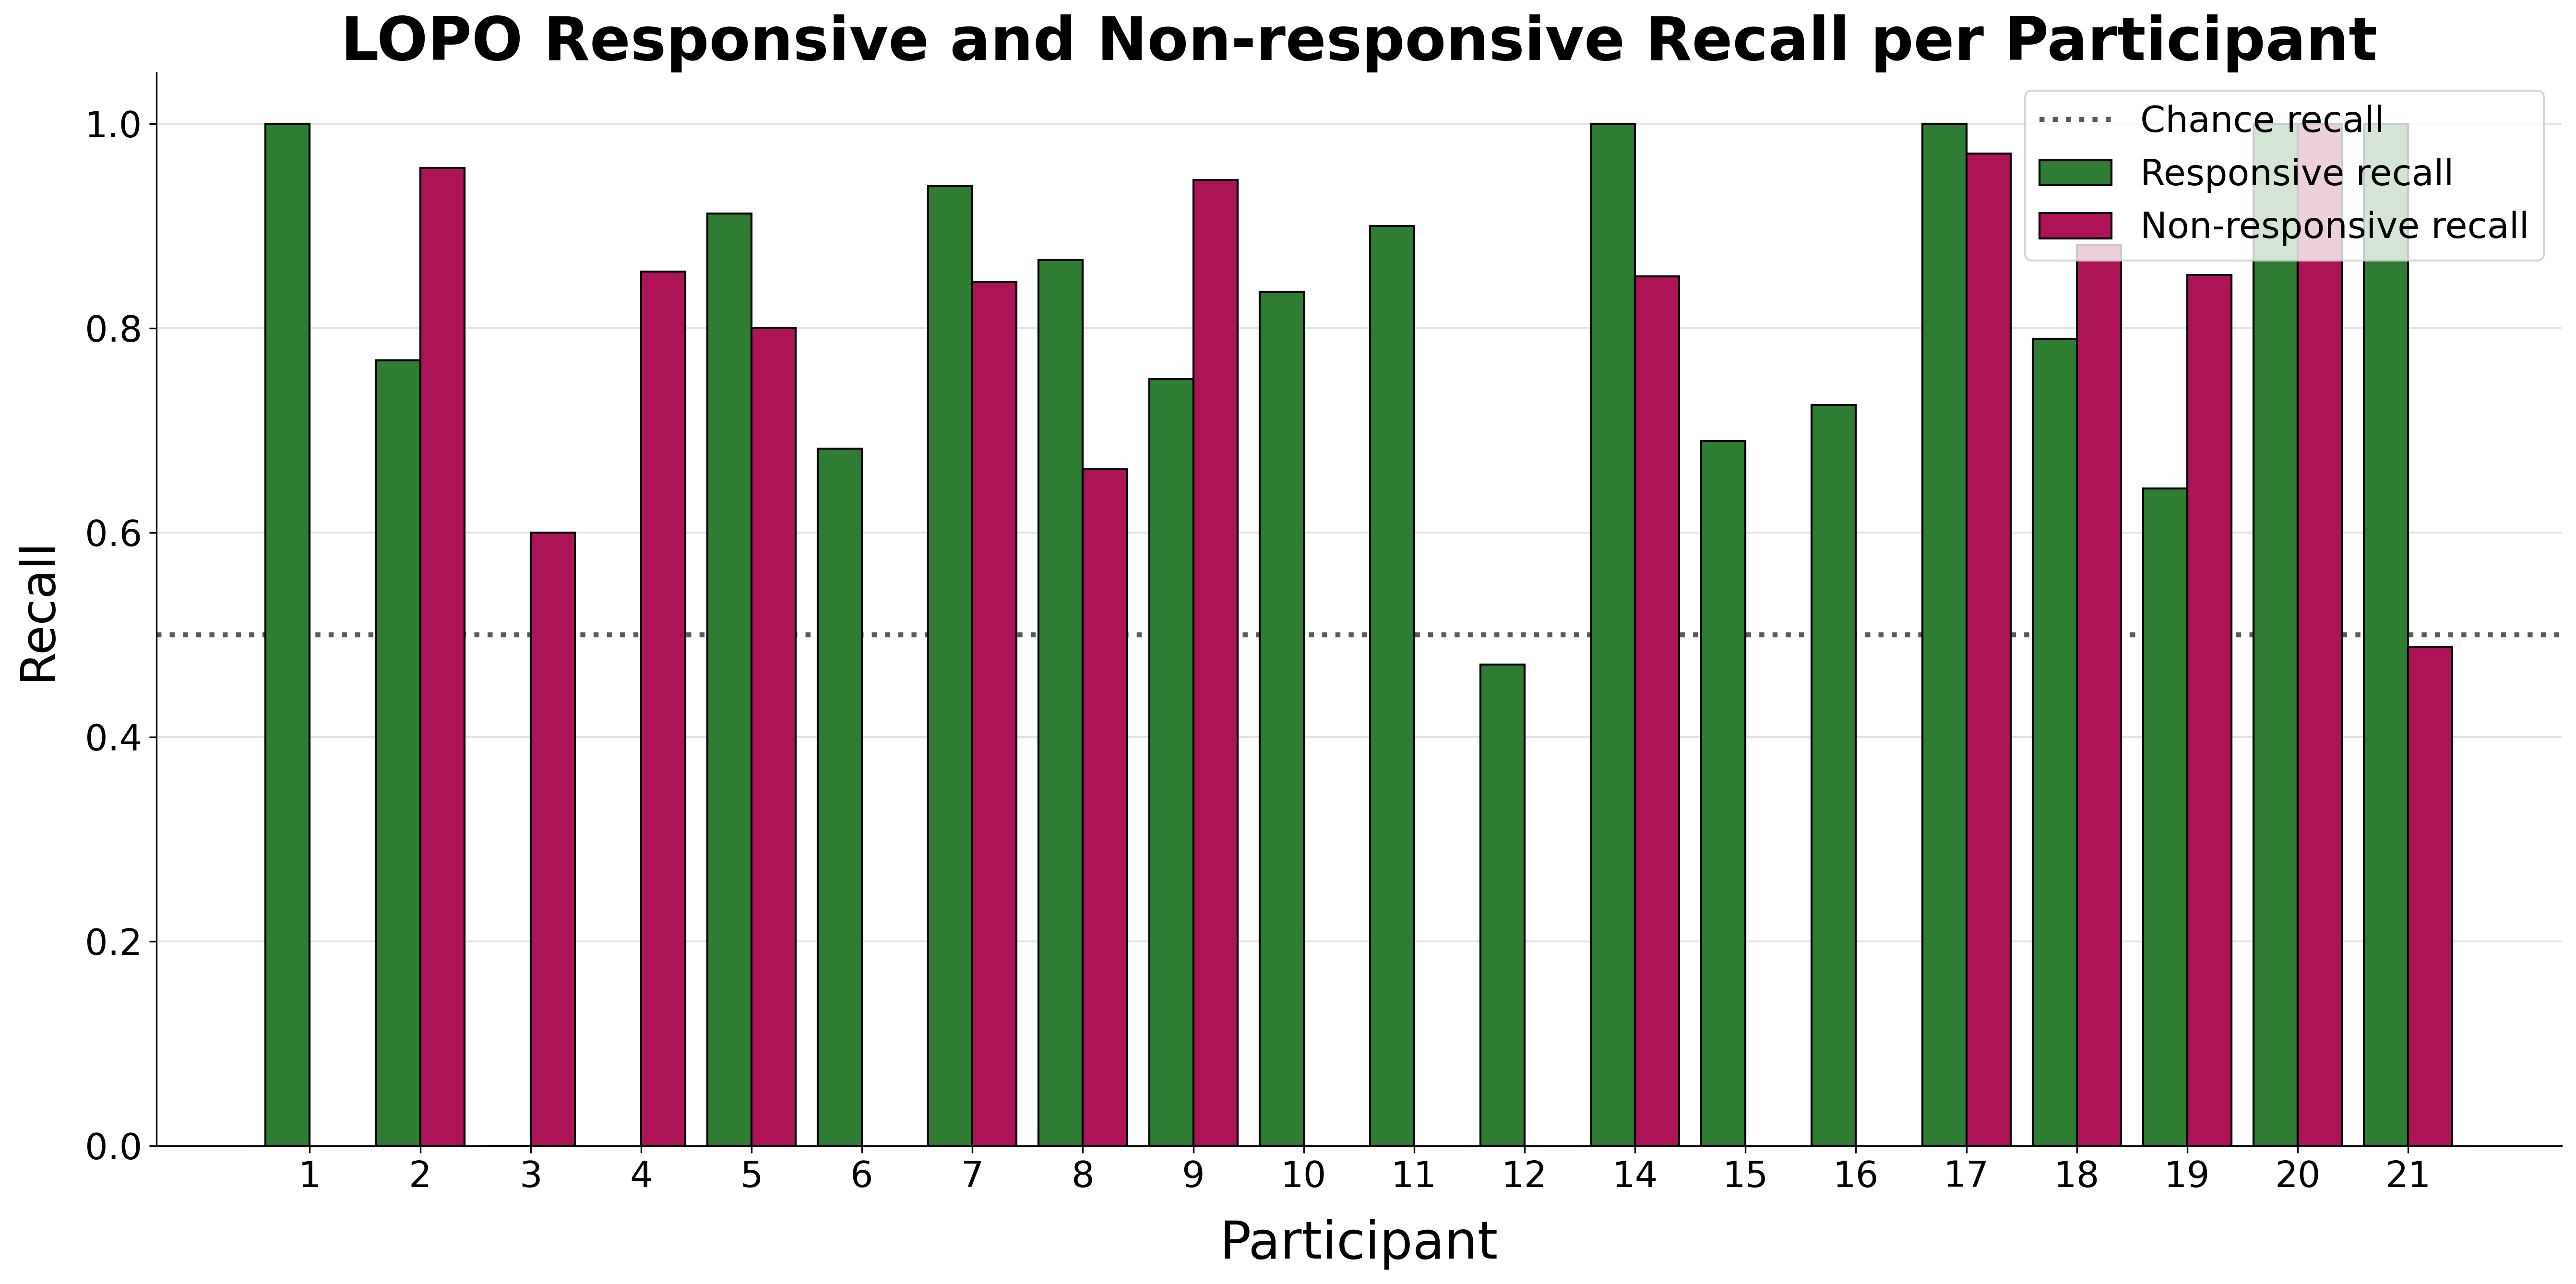 LOPO Responsive and Non-responsive Recall per Participant
Chance recall
Responsive recall
Non-responsive recall
Recall
1.0
0.8
0.6
0.4
0.2
0.0
1 2 3 4 5 6 7 8 9 10 11 12 14 15 16 17 18 19 20 21
Participant